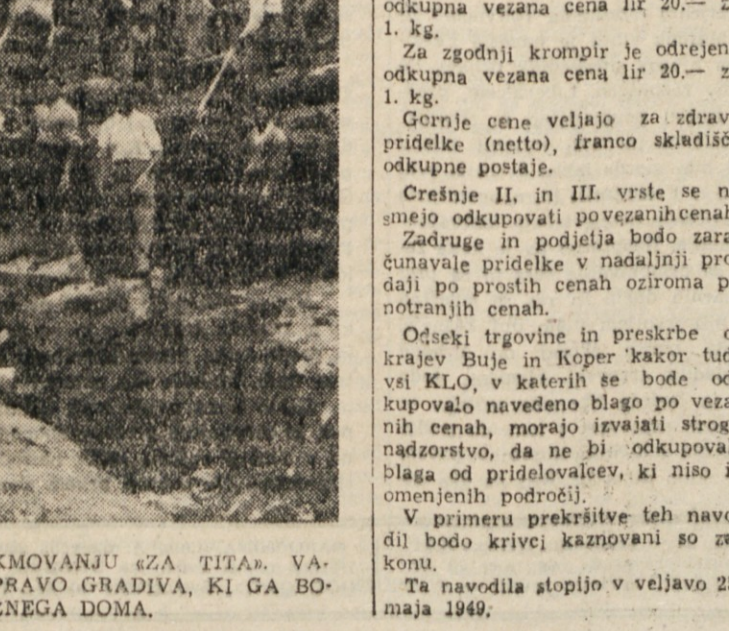 KMOVANJU «ZA TITA». VA-
PRAVO GRADIVA, KI GA BO-
ZNEGA DOMA.
odkupna vezana cena lir 20.— z
1. kg.
Za zgodnji krompir je odrejen
odkupna vezana cena lir 20.— z
1. kg.
Gornje cene veljajo za zdrav
pridelke (netto), franco skladišč
odkupne postaje.
Crešnje II. in III. vrste se n
smejo odkupovati po vezanih cenah
Zadruge in podjetja bodo zara
čunavale pridelke v nadaljnji pro
daji po prostih cenah oziroma p
notranjih cenah.
Odseki trgovine in preskrbe o
krajev Buje in Koper kakor tud
vsi KLO, v katerih se bode od
kupovalo navedeno blago po veza
nih cenah, morajo izvajati strog
nadzorstvo, da ne bi odkupova
blaga od pridelovalcev, ki niso i
omenjenih področij.
V primeru prekršitve teh navo
dil bodo krivci kaznovani so za
konu.
Ta navodila stopijo v veljavo 25
maja 1949.